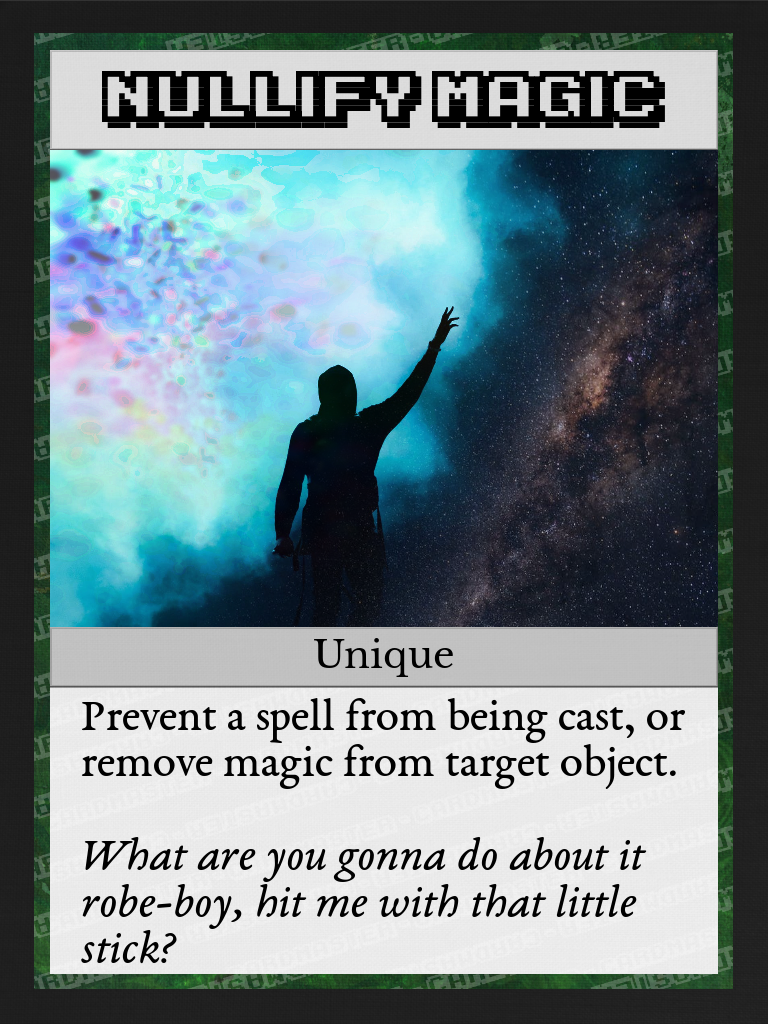 NULLIFY MAGIC
Unique
Prevent a spell from being cast, or
remove magic from target object.
What are you gonna do about it
robe-boy, hit me with that little
stick?